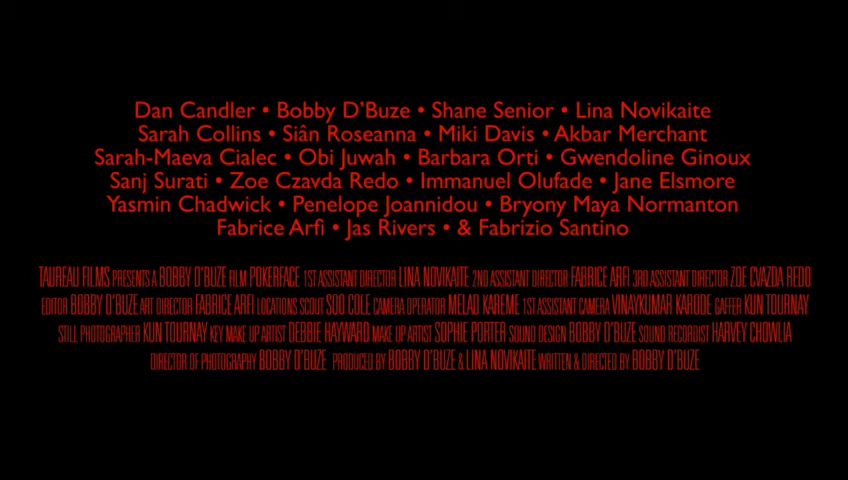 Dan Candler • Bobby D'Buze • Shane Senior • Lina Novikaite
Sarah Collins • Siân Roseanna • Miki Davis • Akbar Merchant
Sarah-Maeva Cialec • Obi Juwah • Barbara Orti • Gwendoline Ginoux
Sanj Surati • Zoe Czavda Redo • Immanuel Olufade • Jane Elsmore
Yasmin Chadwick • Penelope Joannidou • Bryony Maya Normanton
Fabrice Arfi • Jas Rivers • & Fabrizio Santino
TAUREAU FILMS PRESENTS A BOBBY D'BUZE FILM POKERFACE 1ST ASSISTANT DIRECTOR LINA NOVIKAITE 2ND ASSISTANT DIRECTOR FABRICE ARFI 3RD ASSISTANT DIRECTOR ZOE CVAZDA REDO
EDITOR BOBBY D'BUZE ART DIRECTOR FABRICE ARFI LOCATIONS SCOUT SOO COLE CAMERA OPERATOR MELAD KAREME 1ST ASSISTANT CAMERA VINAYKUMAR KARODE GAFFER KUN TOURNAY
STILL PHOTOGRAPHER KUN TOURNAY KEY MAKE UP ARTIST DEBBIE HAYWARD MAKE UP ARTIST SOPHIE PORTER SOUND DESIGN BOBBY D'BUZE SOUND RECORDIST HARVEY CHOWLIA
DIRECTOR OF PHOTOGRAPHY BOBBY D'BUZE PRODUCED BY BOBBY D'BUZE & LINA NOVIKAITE WRITTEN & DIRECTED BY BOBBY D'BUZE